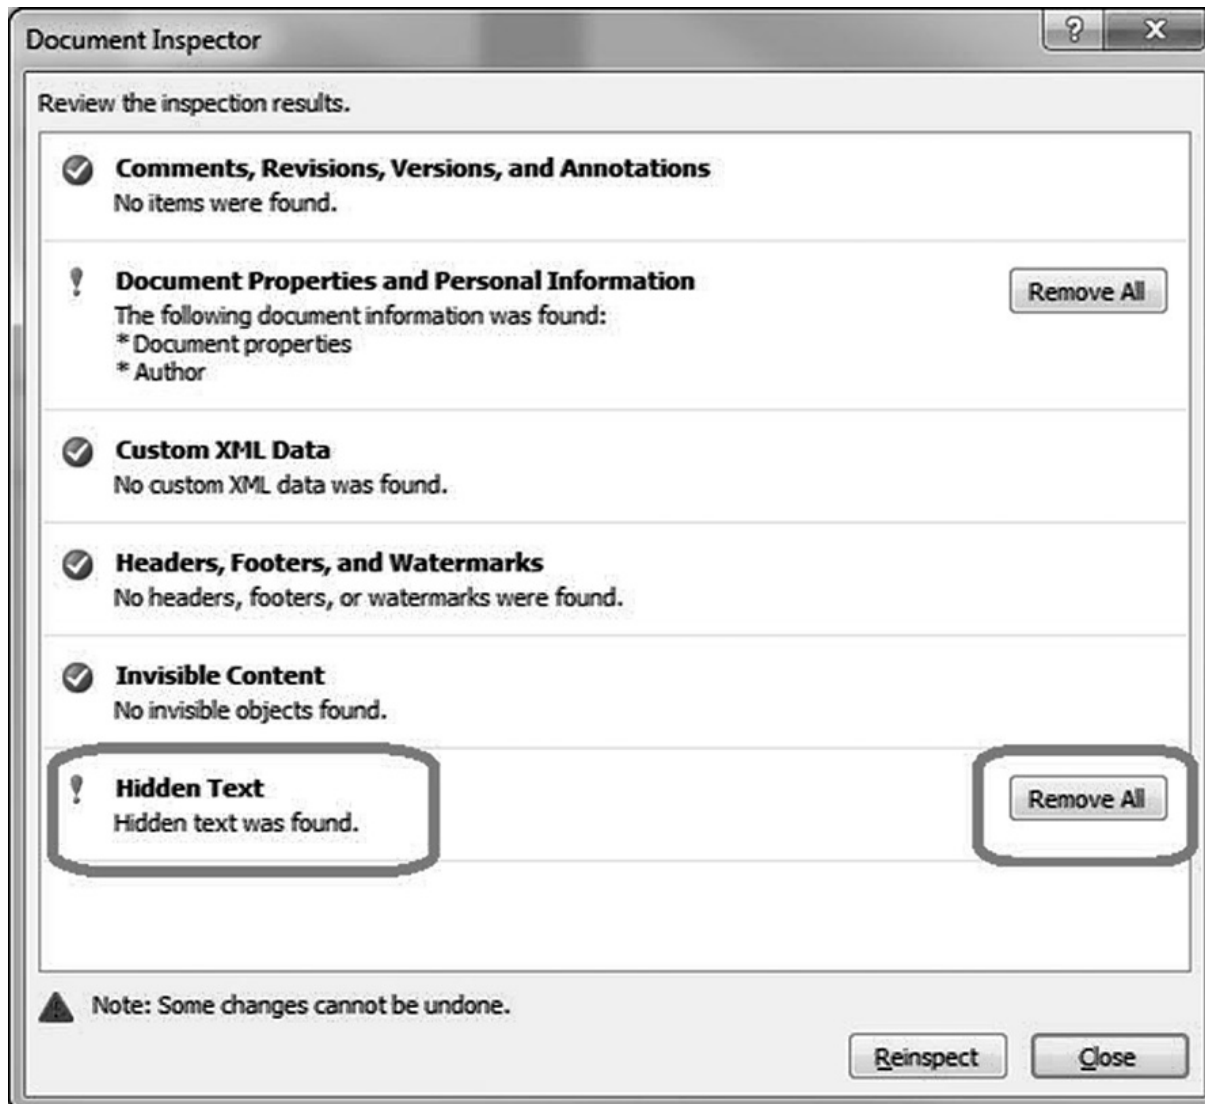 Document Inspector
Review the inspection results.
Comments, Revisions, Versions, and Annotations
No items were found.
Document Properties and Personal Information
Remove All
The following document information was found:
* Document properties
* Author
Custom XML Data
No custom XML data was found.
Headers, Footers, and Watermarks
No headers, footers, or watermarks were found.
Invisible Content
No invisible objects found.
Hidden Text
Remove All
Hidden text was found.
Note: Some changes cannot be undone.
Reinspect
Close